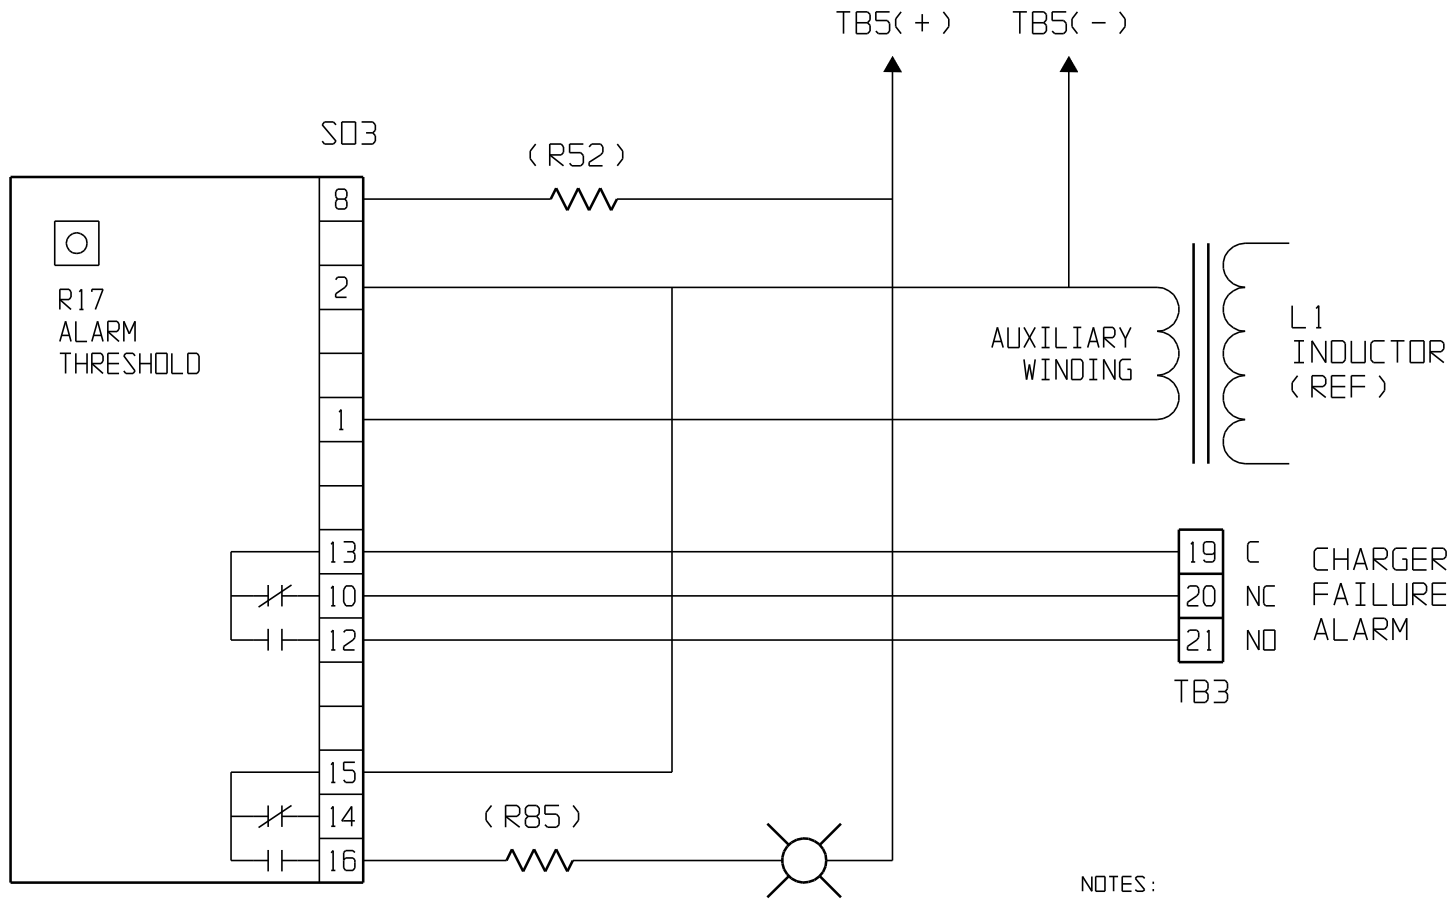 TB5(+) TB5(-)
SO3
(R52)
8
2
R17
ALARM
THRESHOLD
AUXILIARY
WINDING
L1
INDUCTOR
(REF)
1
13
10
12
19 C
20 NC
21 NO
CHARGER
FAILURE
ALARM
TB3
15
14
16
(R85)
NOTES: